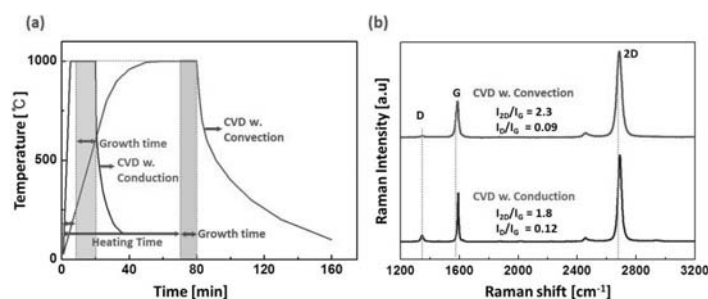 (a)
Temperature [℃]
1000
500
0
0
40
80
120
160
Time [min]
Growth time
CVD w.
Conduction
CVD w.
Convection
Heating Time
Growth time
(b)
Raman Intensity [a.u]
D
G
2D
CVD w. Convection
I2D/IG = 2.3
ID/IG = 0.09
CVD w. Conduction
I2D/IG = 1.8
ID/IG = 0.12
1200
1600
2000
2400
2800
3200
Raman shift [cm-1]